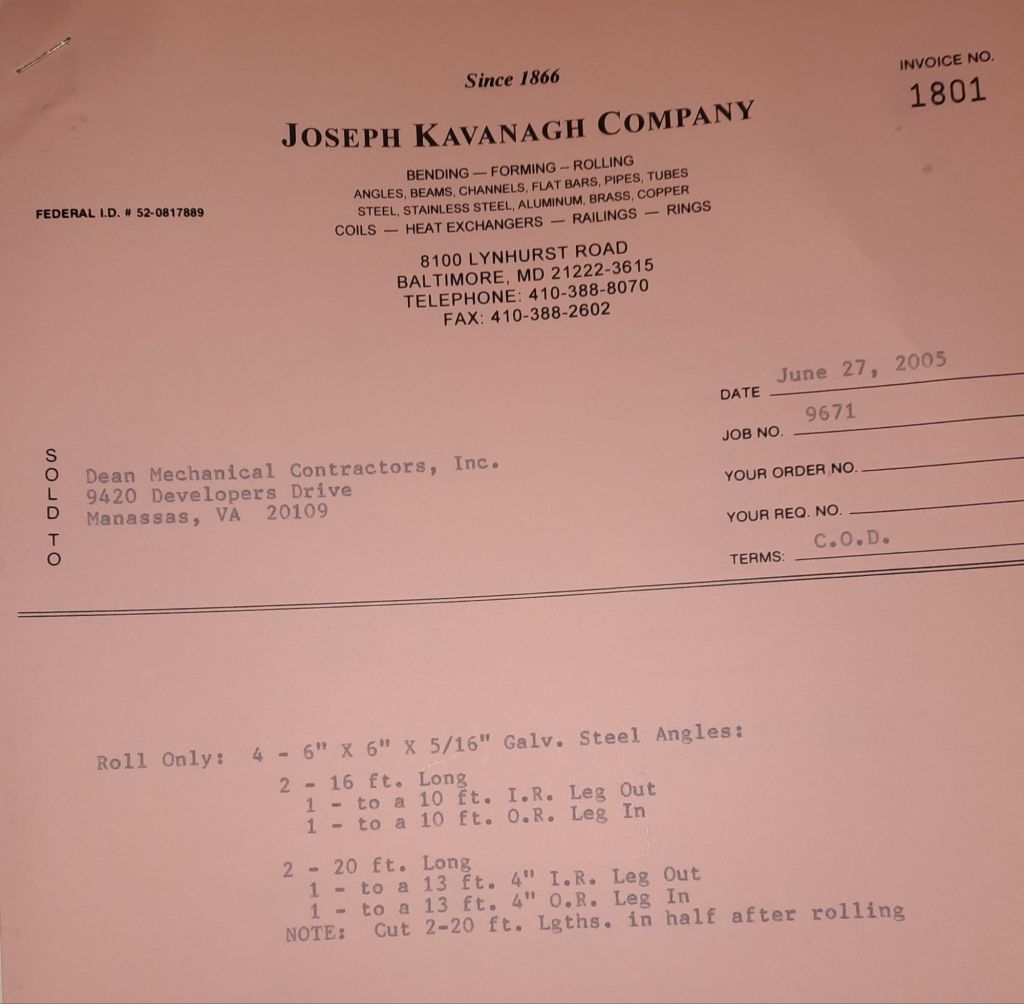 Since 1866
INVOICE NO.
1801
JOSEPH KAVANAGH COMPANY
BENDING — FORMING -- ROLLING
ANGLES, BEAMS, CHANNELS, FLAT BARS, PIPES, TUBES
STEEL, STAINLESS STEEL, ALUMINUM, BRASS, COPPER
COILS — HEAT EXCHANGERS — RAILINGS — RINGS
FEDERAL I.D. # 52-0817889
8100 LYNHURST ROAD
BALTIMORE, MD 21222-3615
TELEPHONE: 410-388-8070
FAX: 410-388-2602
DATE June 27, 2005
JOB NO. 9671
YOUR ORDER NO.
YOUR REQ. NO.
TERMS: C.O.D.
SOLD TO
Dean Mechanical Contractors, Inc.
9420 Developers Drive
Manassas, VA 20109
Roll Only: 4 - 6" X 6" X 5/16" Galv. Steel Angles:
2 - 16 ft. Long
1 - to a 10 ft. I.R. Leg Out
1 - to a 10 ft. O.R. Leg In
2 - 20 ft. Long
1 - to a 13 ft. 4" I.R. Leg Out
1 - to a 13 ft. 4" O.R. Leg In
NOTE: Cut 2-20 ft. Lgths. in half after rolling